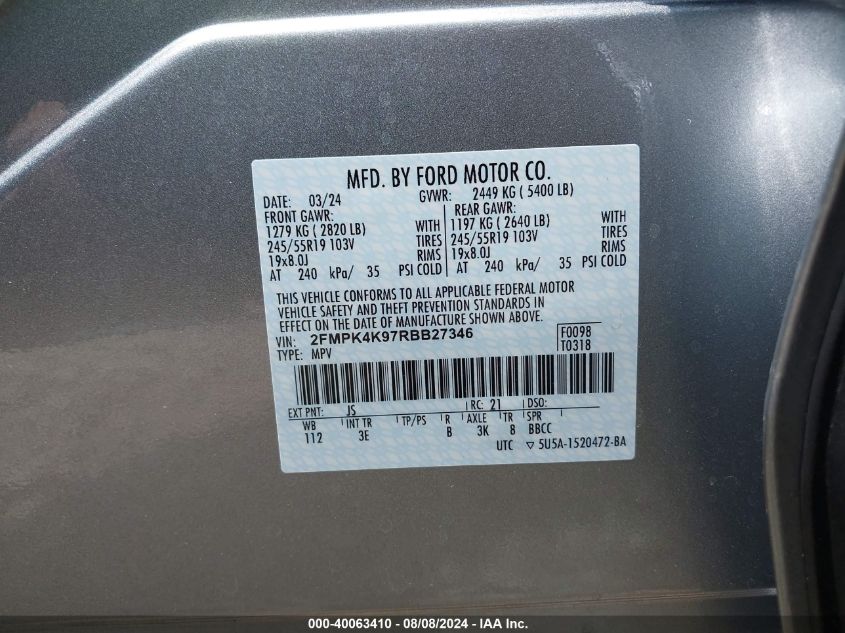 MFD. BY FORD MOTOR CO.
DATE: 03/24 GVWR: 2449 KG ( 5400 LB)
FRONT GAWR: REAR GAWR:
1279 KG ( 2820 LB) WITH 1197 KG ( 2640 LB) WITH
245/55R19 103V TIRES 245/55R19 103V TIRES
19x8.0J RIMS 19x8.0J RIMS
AT 240 kPa/ 35 PSI COLD AT 240 kPa/ 35 PSI COLD
THIS VEHICLE CONFORMS TO ALL APPLICABLE FEDERAL MOTOR
VEHICLE SAFETY AND THEFT PREVENTION STANDARDS IN
EFFECT ON THE DATE OF MANUFACTURE SHOWN ABOVE.
VIN: 2FMPK4K97RBB27346 F0098
TYPE: MPV T0318
EXT PNT: JS RC: 21 DSO:
WB INT TR TP/PS R AXLE TR SPR
112 3E B 3K 8 BBCC
UTC ▽ 5U5A-1520472-BA
000-40063410 - 08/08/2024 - IAA Inc.